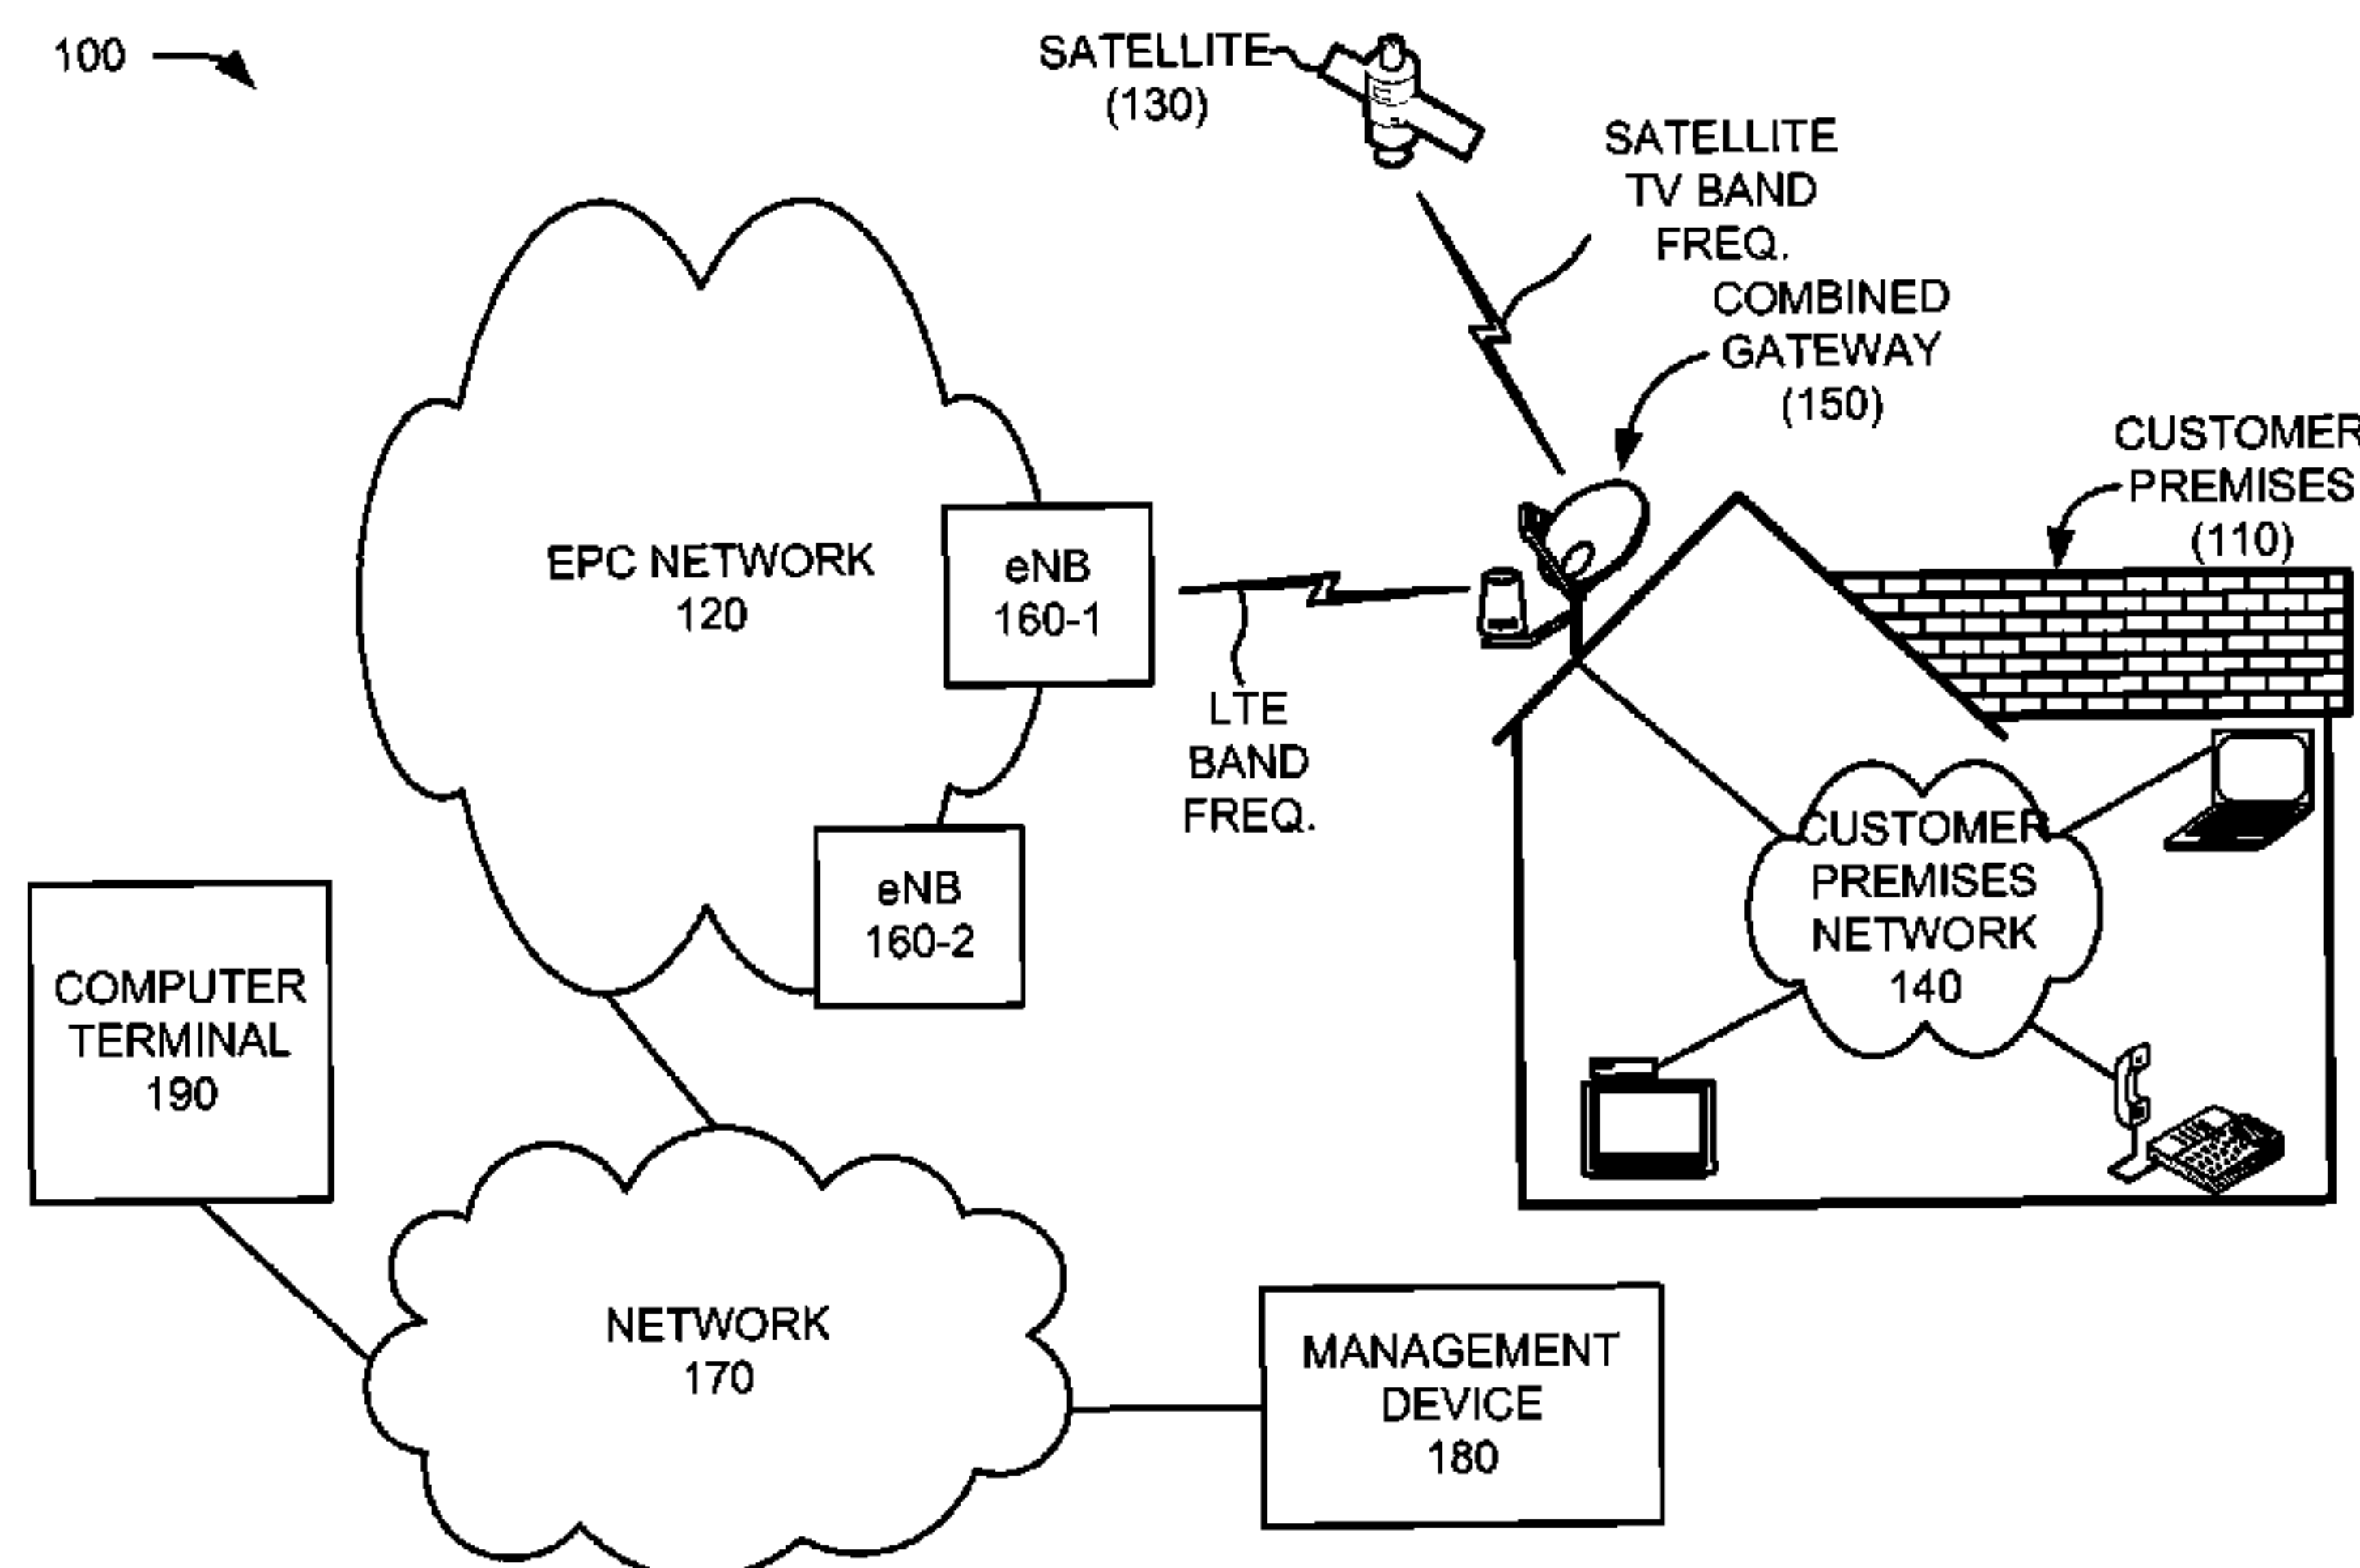 100
SATELLITE
(130)
SATELLITE
TV BAND
FREQ.
COMBINED
GATEWAY
(150)
CUSTOMER
PREMISES
(110)
EPC NETWORK
120
eNB
160-1
LTE
BAND
FREQ.
eNB
160-2
CUSTOMER
PREMISES
NETWORK
140
COMPUTER
TERMINAL
190
NETWORK
170
MANAGEMENT
DEVICE
180